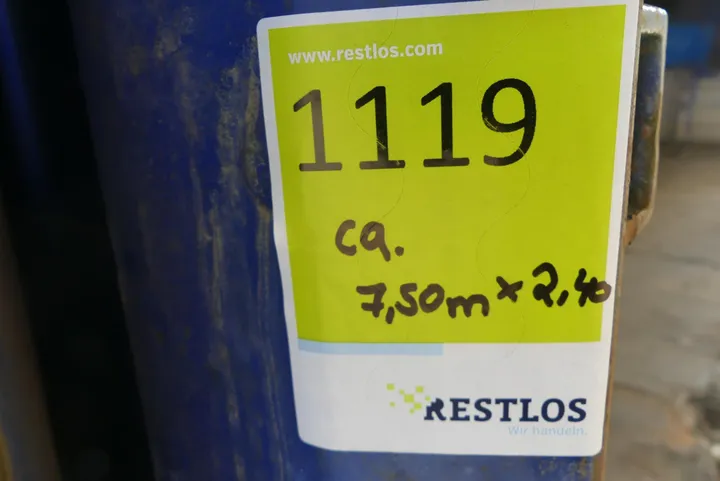 www.restlos.com
1119
ca.
7,50m x 2,40
RESTLOS
Wir handeln.